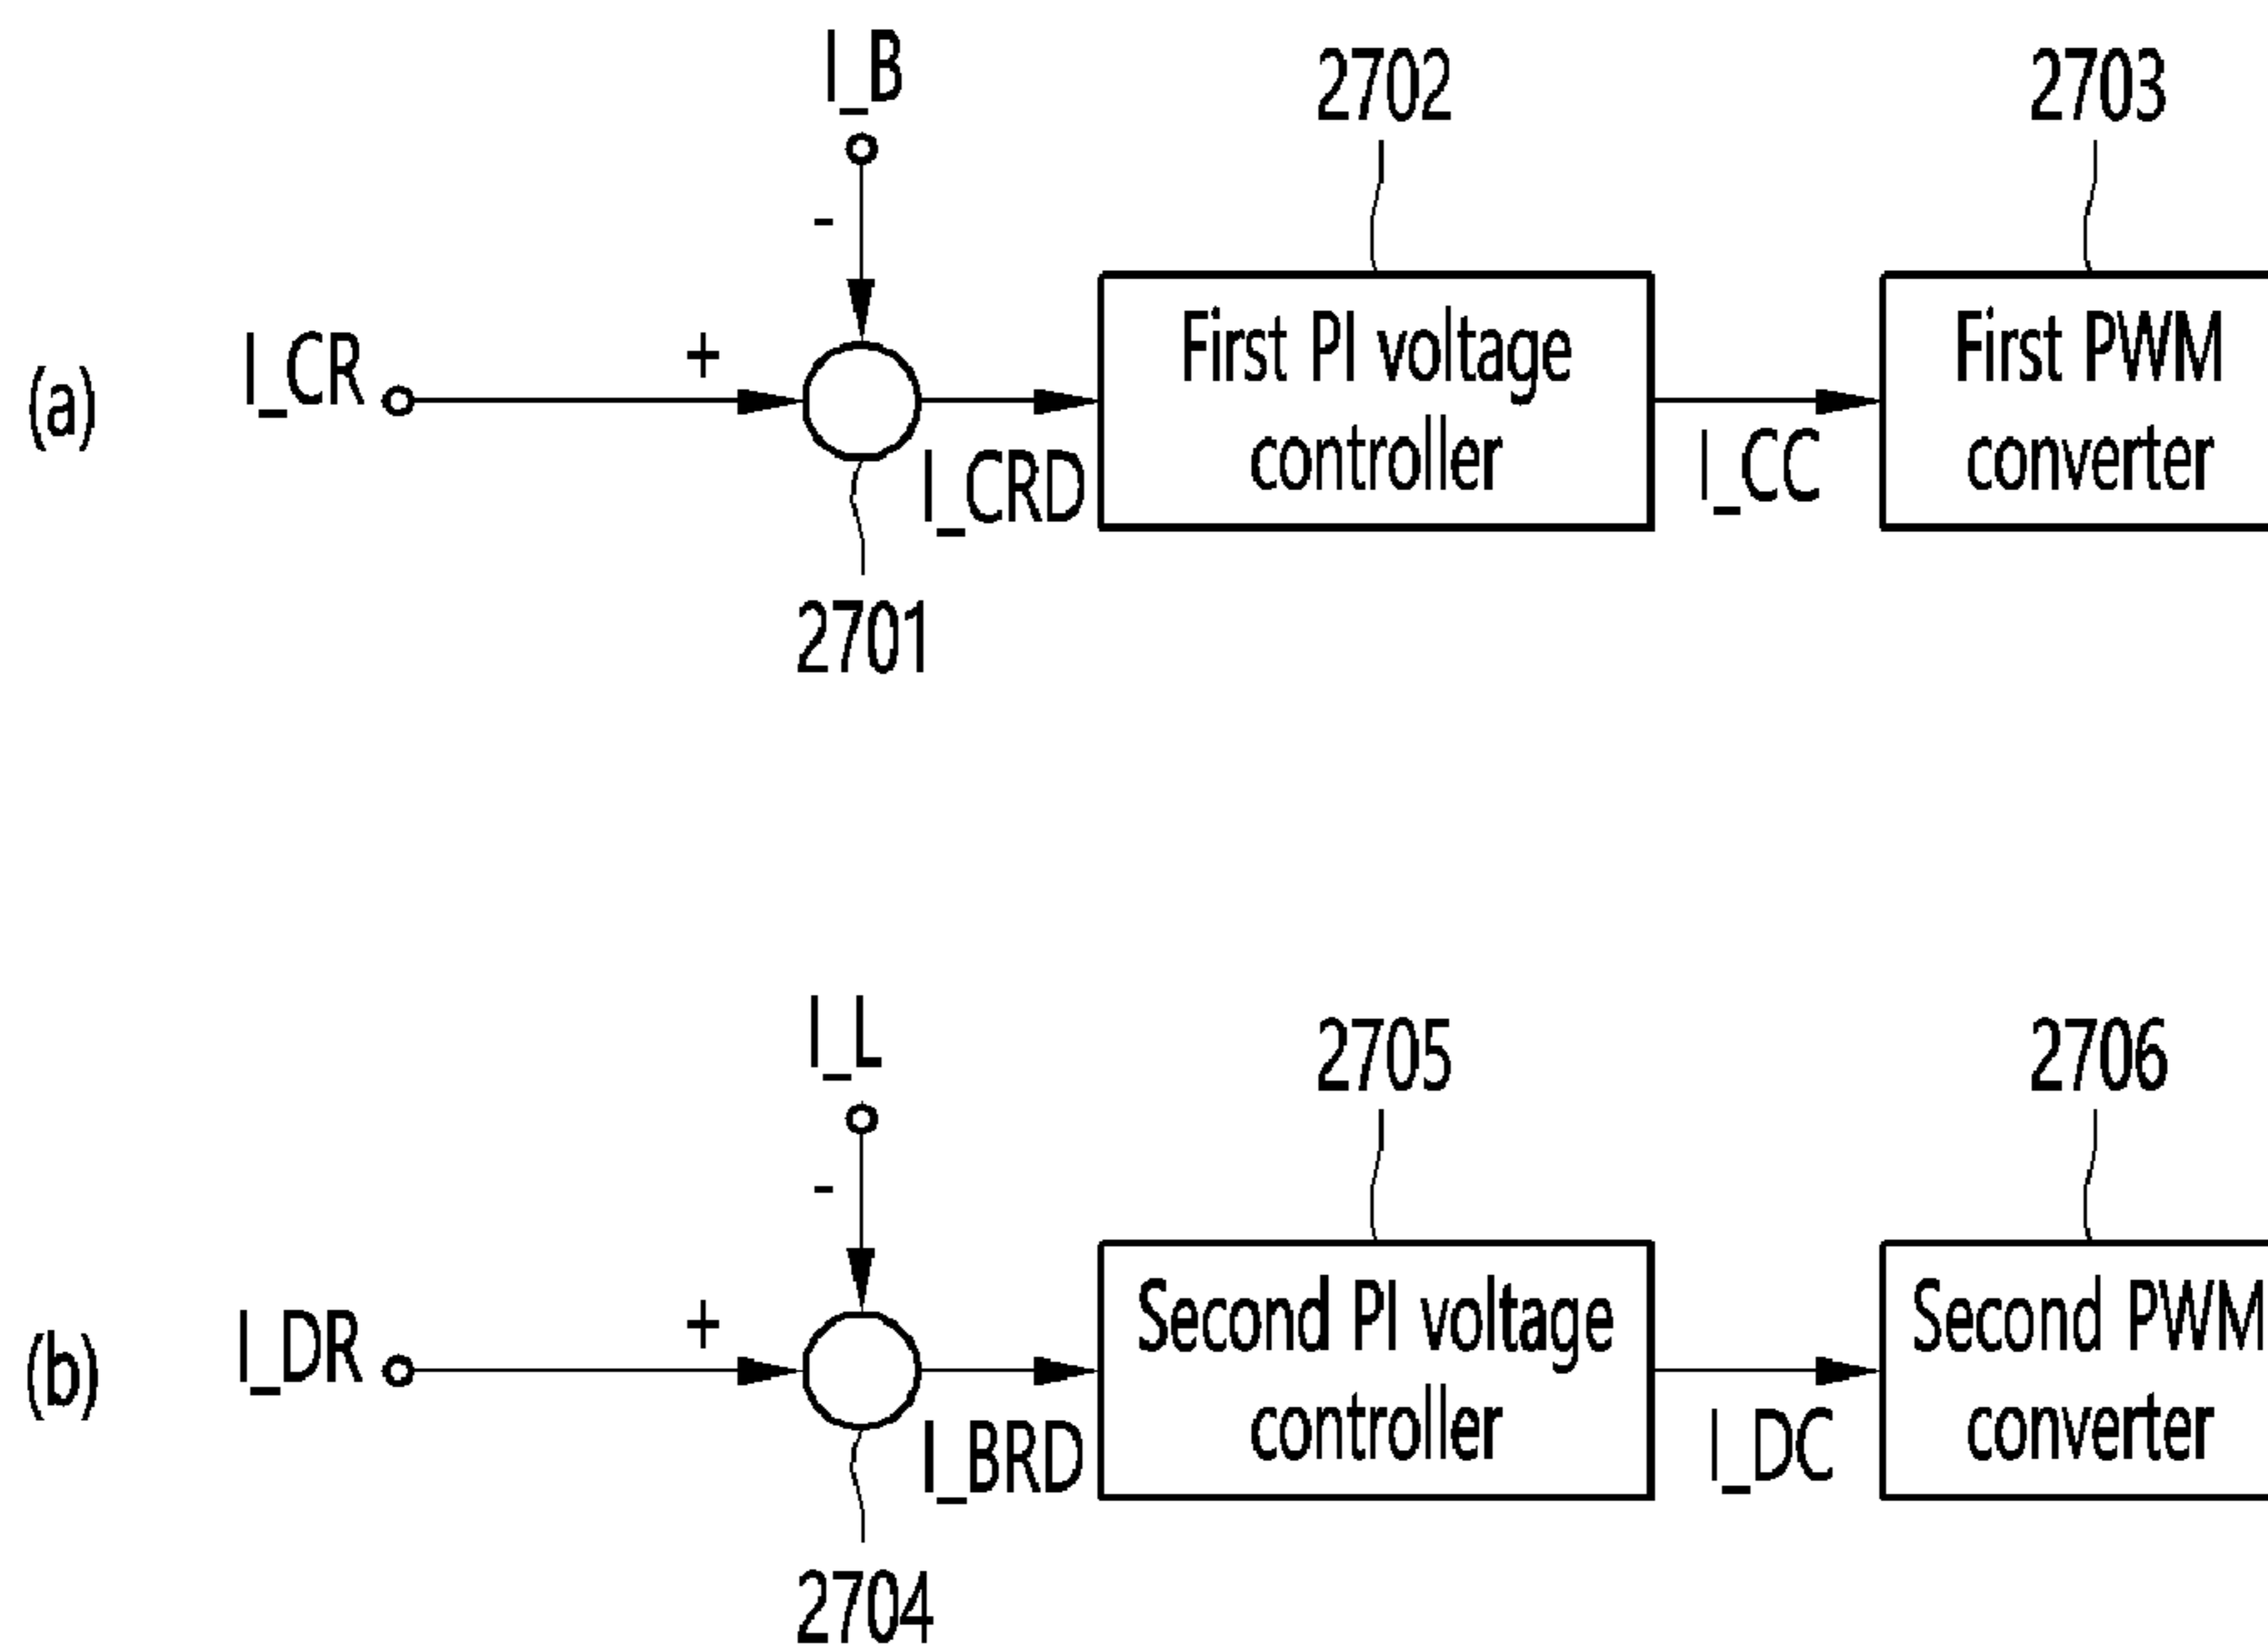 I_B
2702
2703
-
(a)
I_CR
+
First PI voltage
controller
First PWM
converter
I_CRD
I_CC
2701
I_L
2705
2706
-
(b)
I_DR
+
Second PI voltage
controller
Second PWM
converter
I_BRD
I_DC
2704